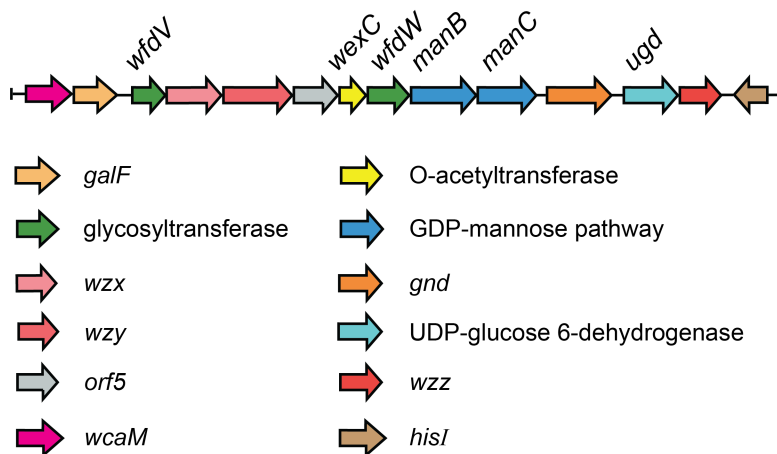 wfdV wexC wfdW manB manC ugd
galF O-acetyltransferase
glycosyltransferase GDP-mannose pathway
wzx gnd
wzy UDP-glucose 6-dehydrogenase
orf5 wzz
wcaM hisI